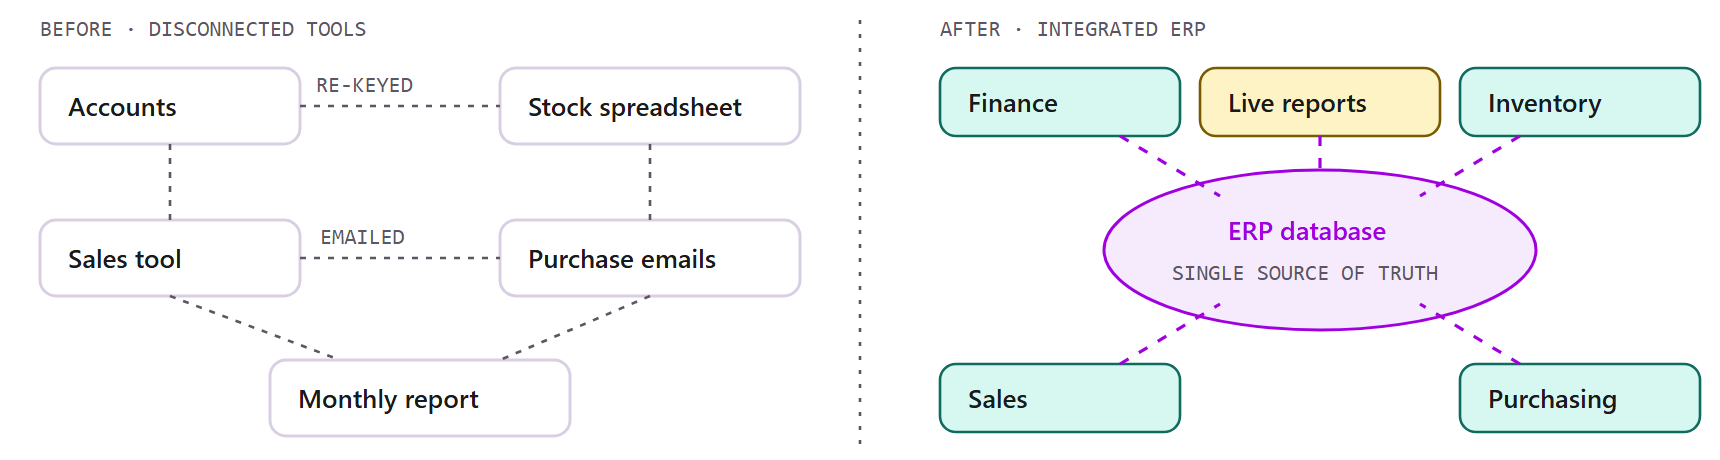 BEFORE · DISCONNECTED TOOLS
Accounts
RE-KEYED
Stock spreadsheet
Sales tool
EMAILED
Purchase emails
Monthly report
AFTER · INTEGRATED ERP
Finance
Live reports
Inventory
ERP database
SINGLE SOURCE OF TRUTH
Sales
Purchasing